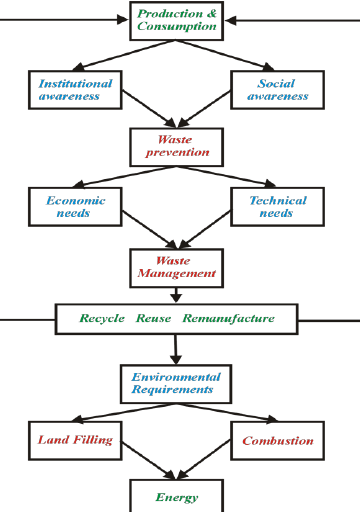 Production &
Consumption
Institutional
awareness
Social
awareness
Waste
prevention
Economic
needs
Technical
needs
Waste
Management
Recycle Reuse Remanufacture
Environmental
Requirements
Land Filling
Combustion
Energy